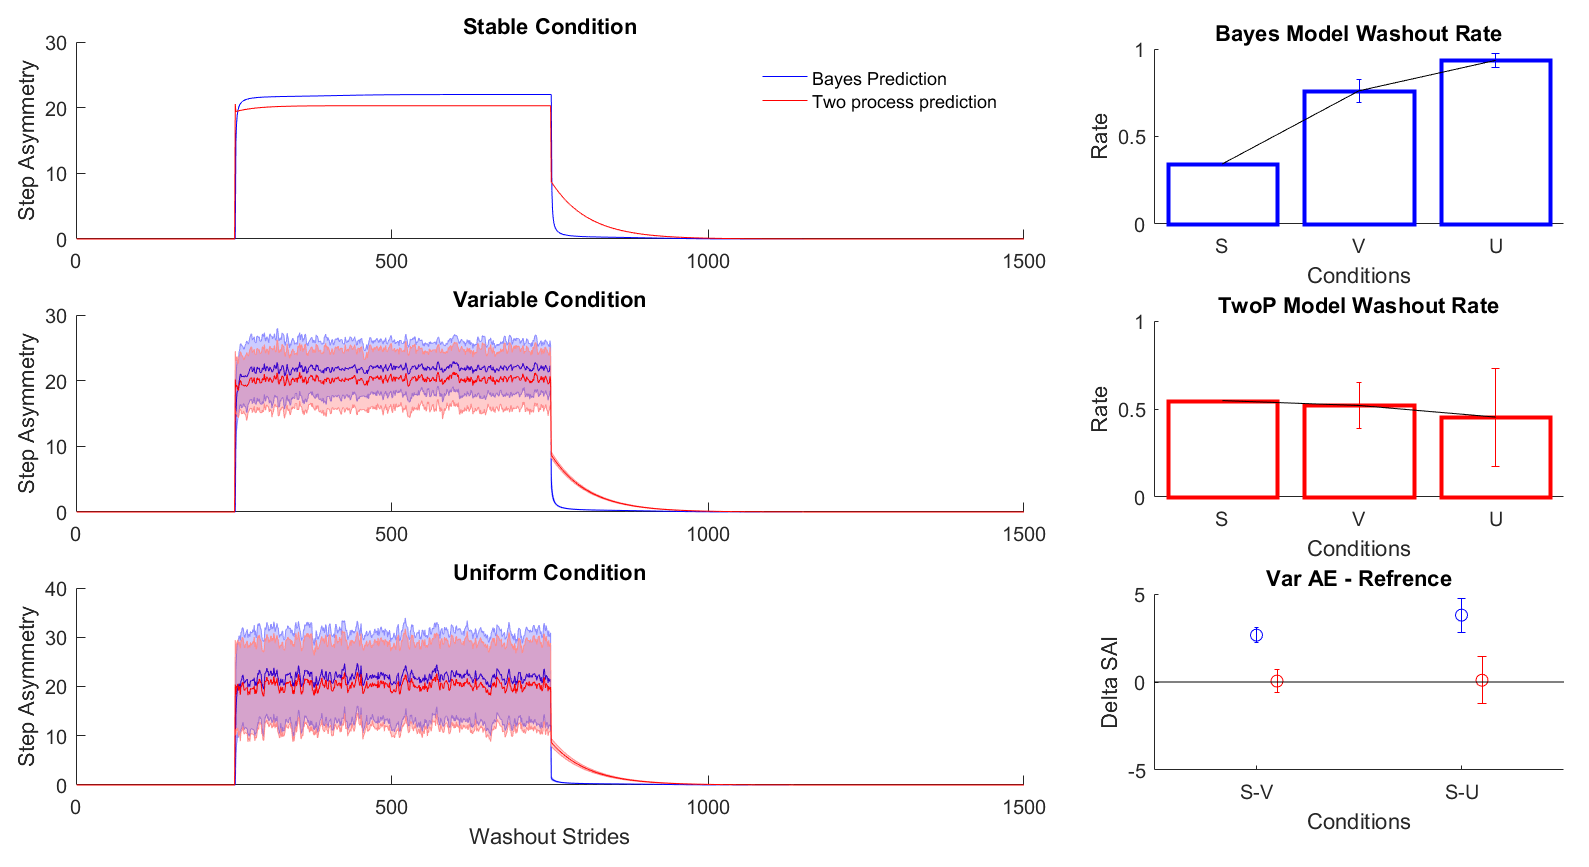 Stable Condition
30
20
10
0
Step Asymmetry
0
500
1000
1500
Bayes Prediction
Two process prediction
Variable Condition
30
20
10
0
Step Asymmetry
0
500
1000
1500
Uniform Condition
40
30
20
10
0
Step Asymmetry
0
500
1000
1500
Washout Strides
Bayes Model Washout Rate
1
0.5
0
Rate
S V U
Conditions
TwoP Model Washout Rate
1
0.5
0
Rate
S V U
Conditions
Var AE - Refrence
5
0
-5
Delta SAI
S-V S-U
Conditions